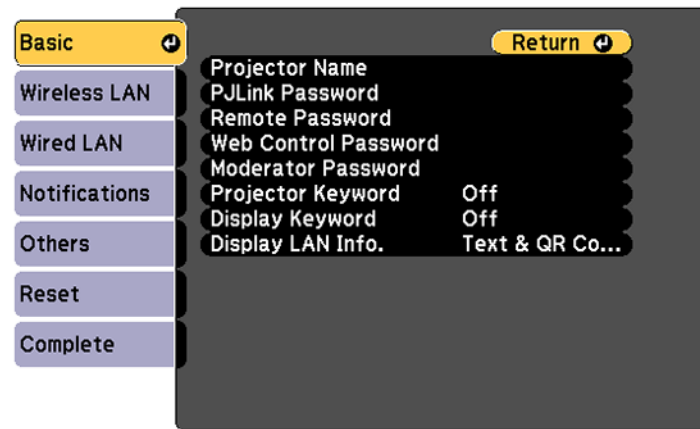 Basic
Wireless LAN
Wired LAN
Notifications
Others
Reset
Complete
Return
Projector Name
PJLink Password
Remote Password
Web Control Password
Moderator Password
Projector Keyword Off
Display Keyword Off
Display LAN Info. Text & QR Co...